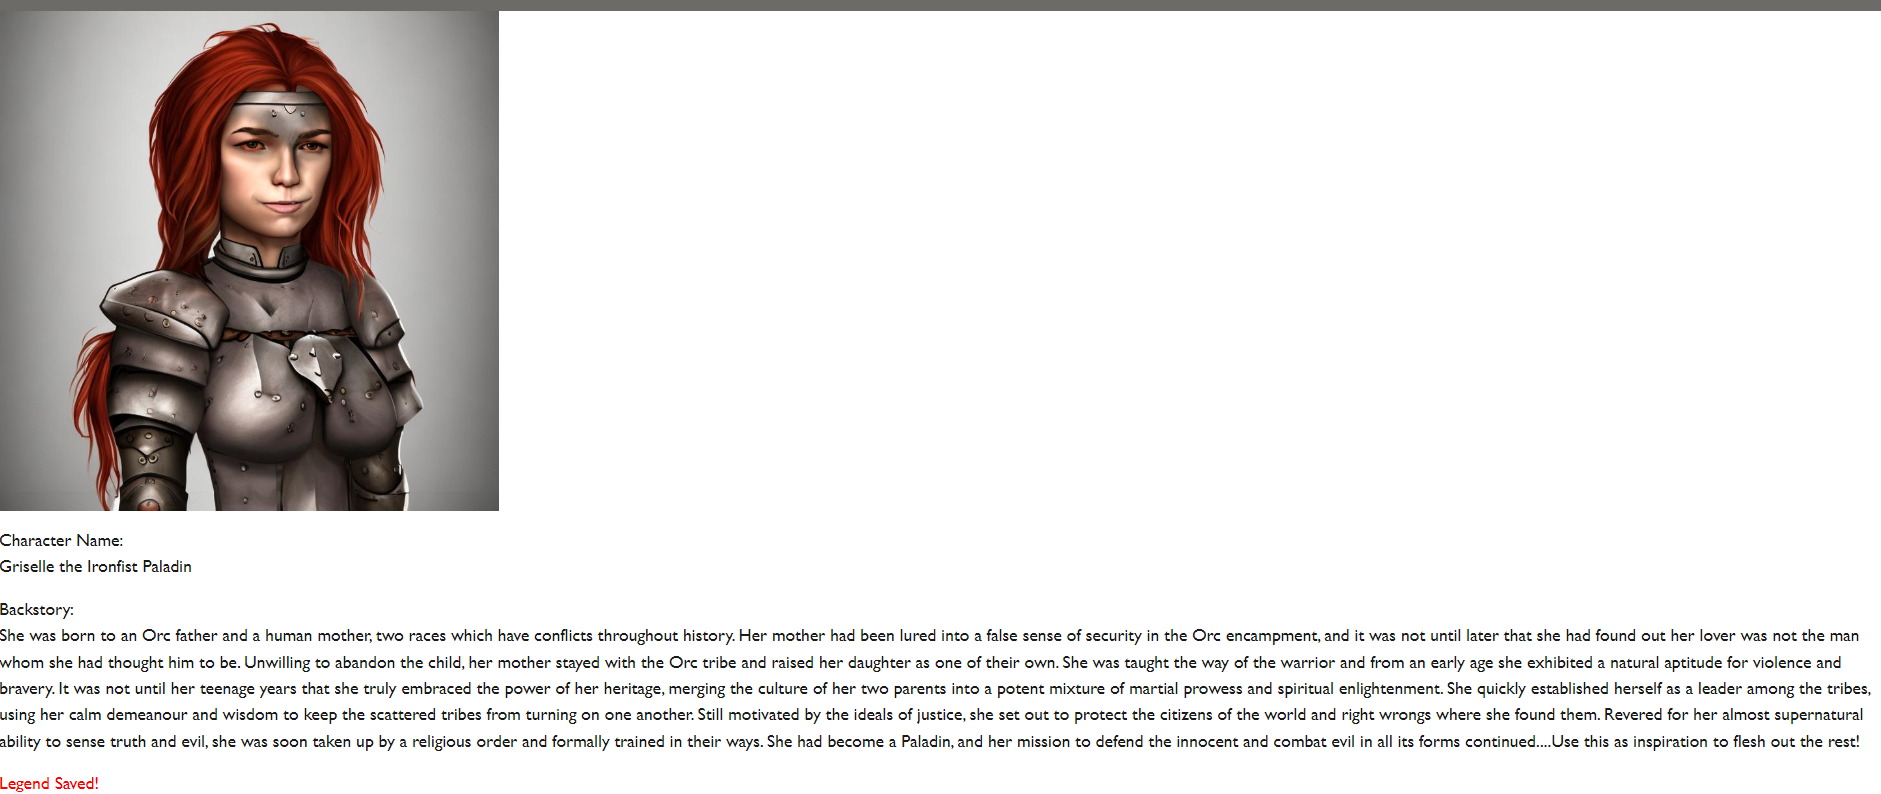 Character Name:
Griselle the Ironfist Paladin
Backstory:
She was born to an Orc father and a human mother, two races which have conflicts throughout history. Her mother had been lured into a false sense of security in the Orc encampment, and it was not until later that she had found out her lover was not the man
whom she had thought him to be. Unwilling to abandon the child, her mother stayed with the Orc tribe and raised her daughter as one of their own. She was taught the way of the warrior and from an early age she exhibited a natural aptitude for violence and
bravery. It was not until her teenage years that she truly embraced the power of her heritage, merging the culture of her two parents into a potent mixture of martial prowess and spiritual enlightenment. She quickly established herself as a leader among the tribes,
using her calm demeanour and wisdom to keep the scattered tribes from turning on one another. Still motivated by the ideals of justice, she set out to protect the citizens of the world and right wrongs where she found them. Revered for her almost supernatural
ability to sense truth and evil, she was soon taken up by a religious order and formally trained in their ways. She had become a Paladin, and her mission to defend the innocent and combat evil in all its forms continued....Use this as inspiration to flesh out the rest!
Legend Saved!